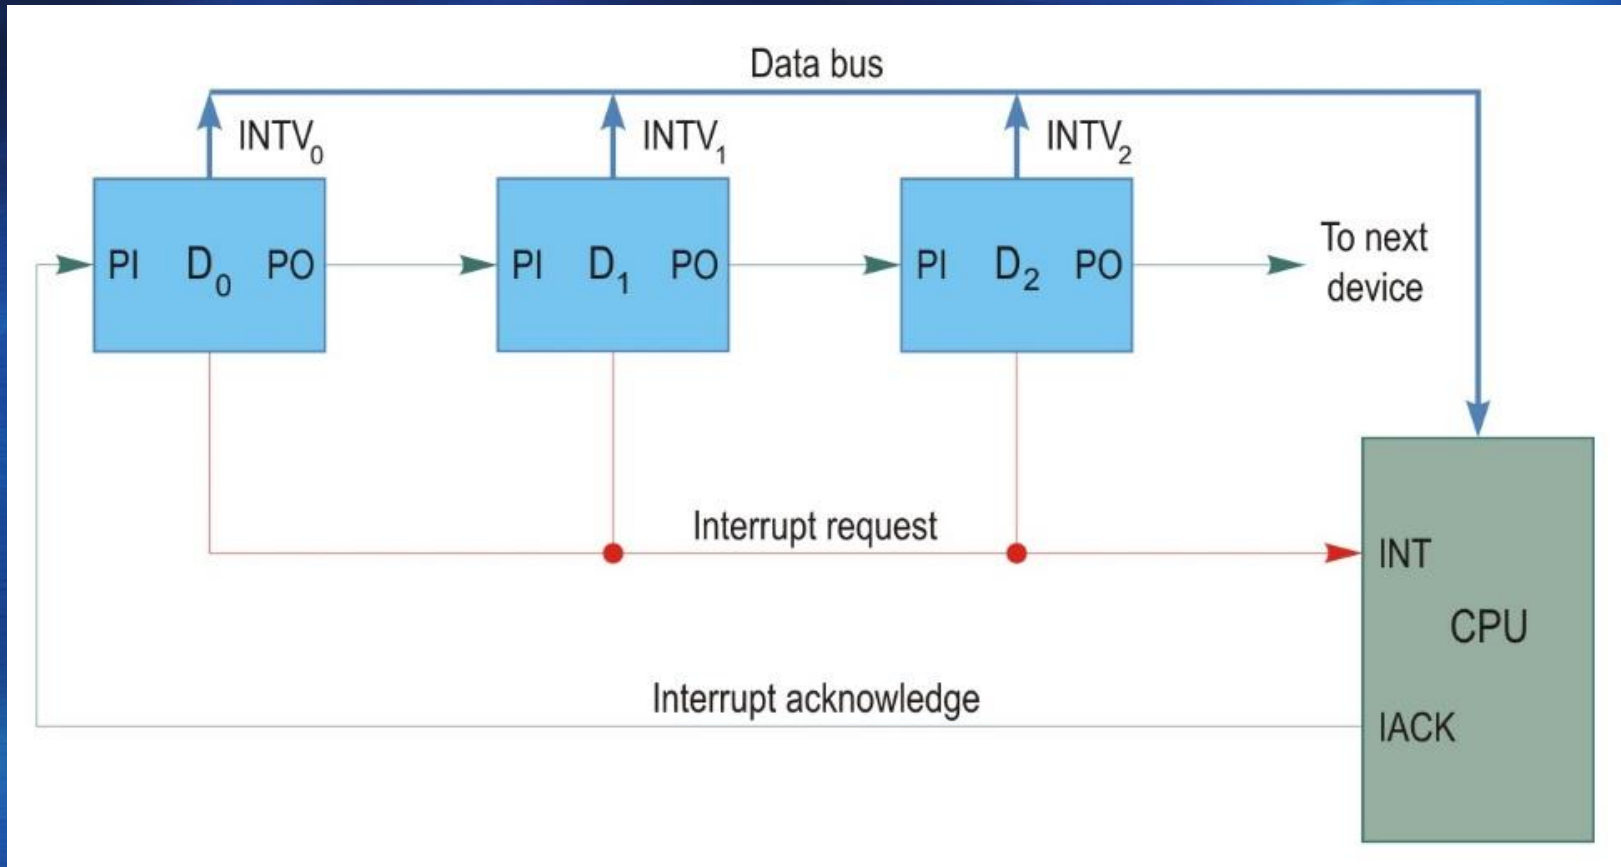 Data bus
INTV0 INTV1 INTV2
PI D0 PO PI D1 PO PI D2 PO To next
device
Interrupt request INT
CPU
Interrupt acknowledge IACK